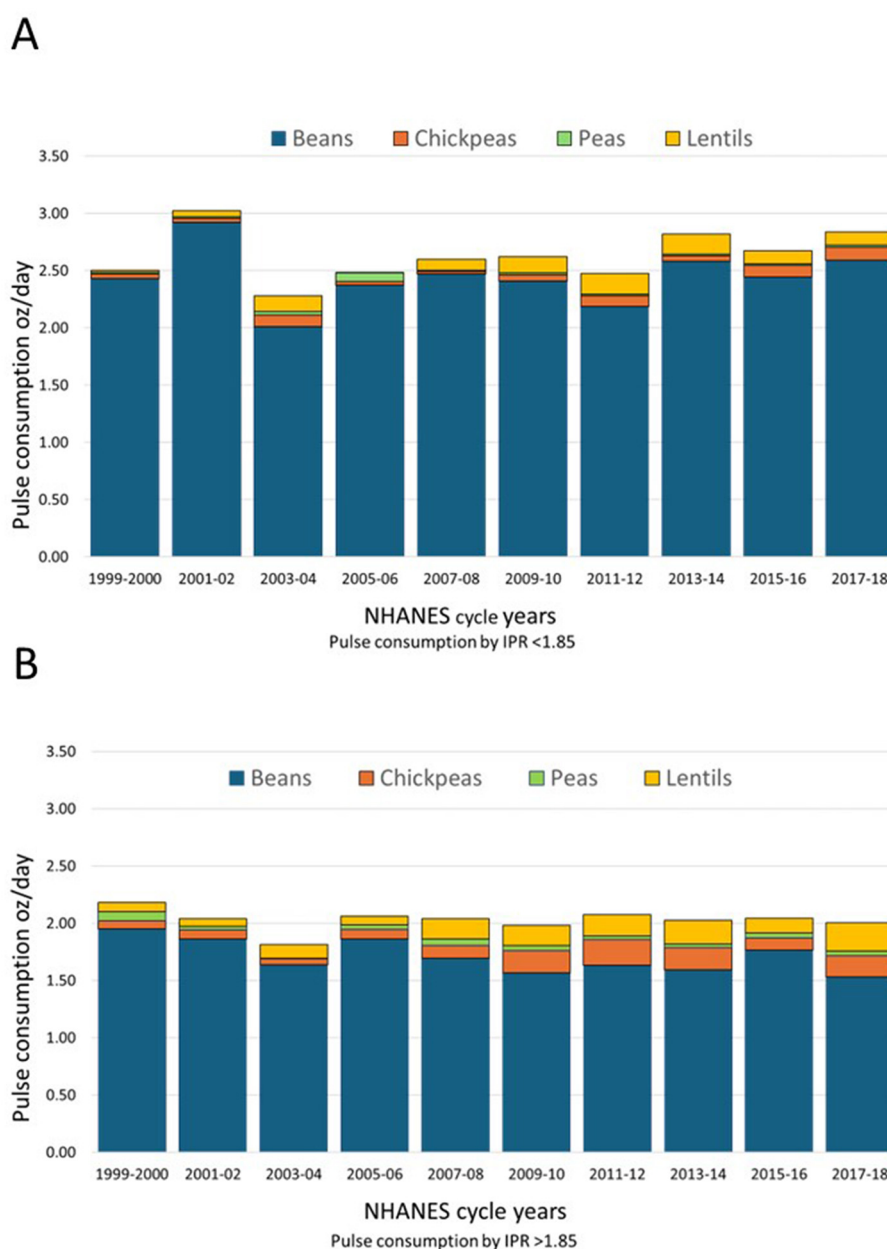 A
Beans Chickpeas Peas Lentils
3.50
3.00
2.50
2.00
1.50
1.00
0.50
0.00
Pulse consumption oz/day
1999-2000 2001-02 2003-04 2005-06 2007-08 2009-10 2011-12 2013-14 2015-16 2017-18
NHANES cycle years
Pulse consumption by IPR <1.85
B
3.50
Beans Chickpeas Peas Lentils
3.00
2.50
2.00
1.50
1.00
0.50
0.00
Pulse consumption oz/day
1999-2000 2001-02 2003-04 2005-06 2007-08 2009-10 2011-12 2013-14 2015-16 2017-18
NHANES cycle years
Pulse consumption by IPR >1.85